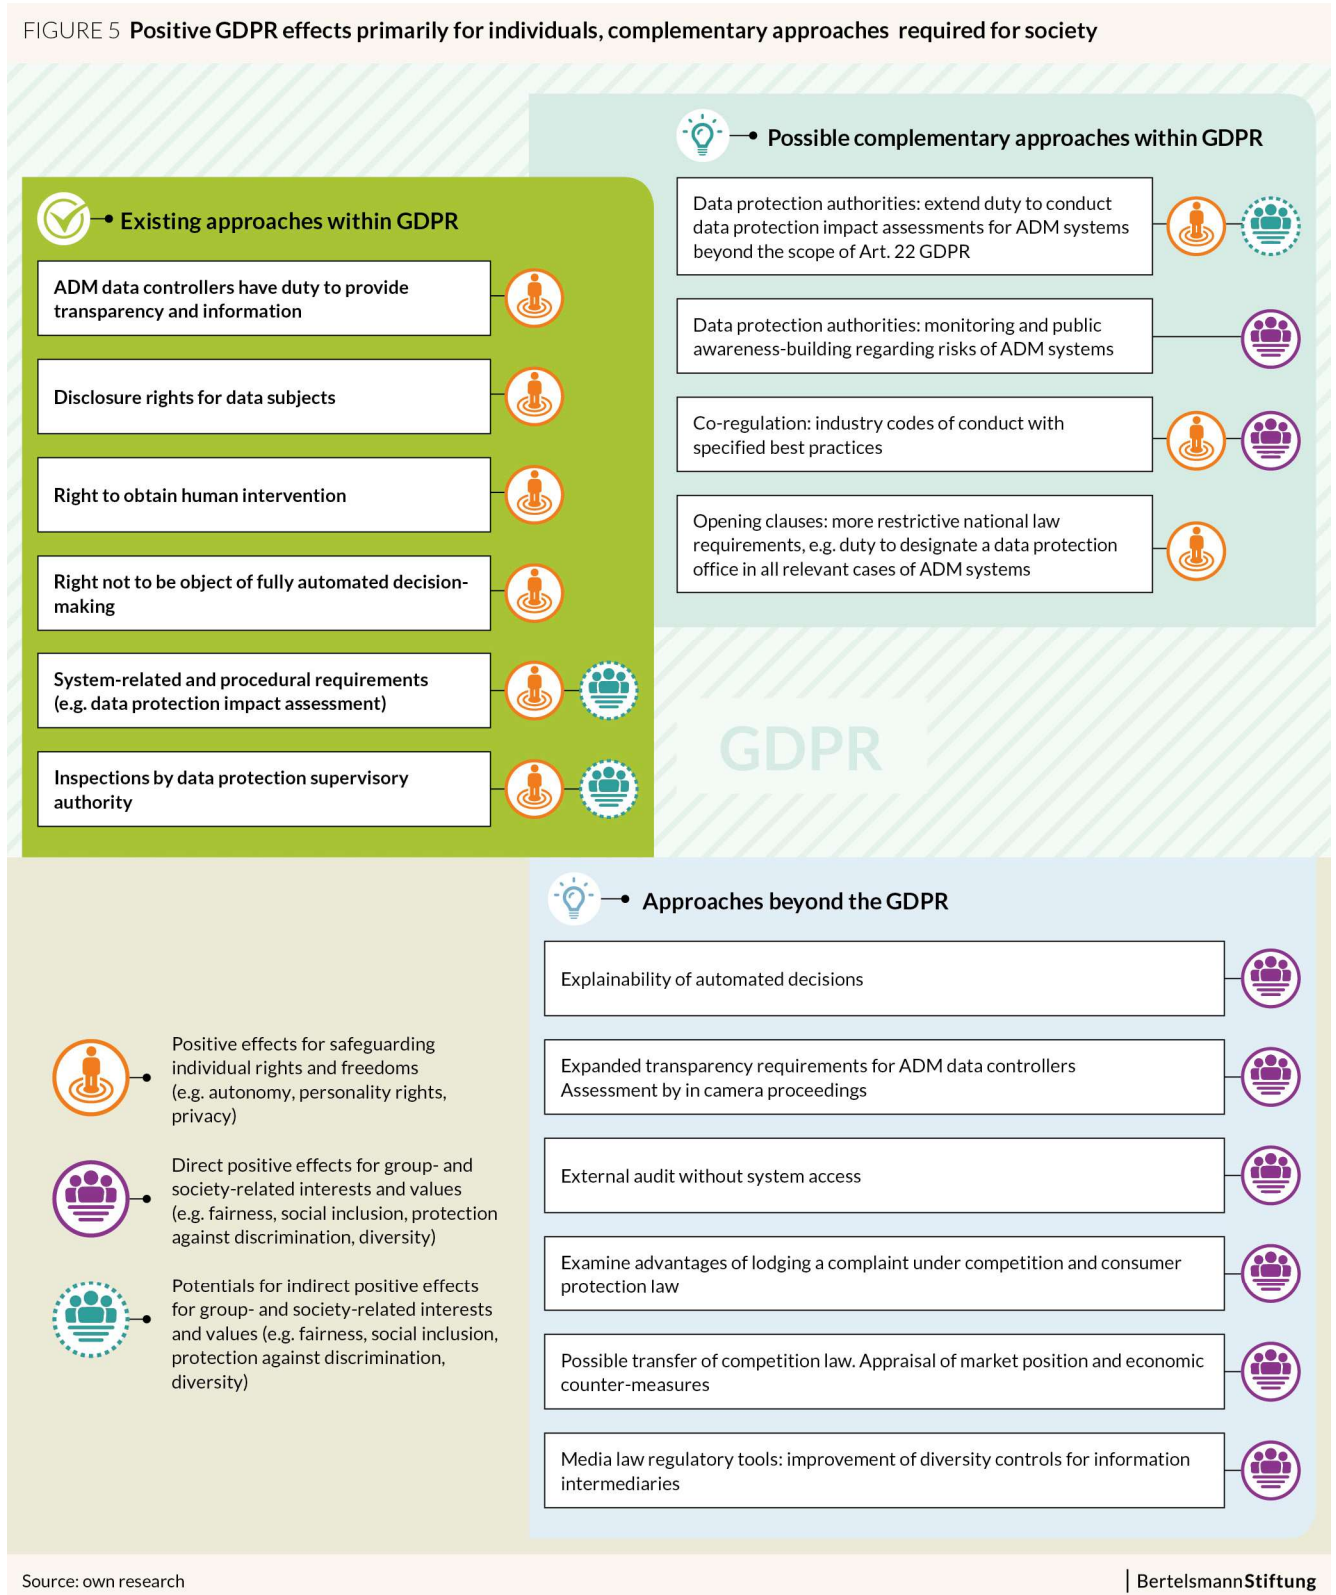 FIGURE 5 Positive GDPR effects primarily for individuals, complementary approaches required for society
Possible complementary approaches within GDPR
Data protection authorities: extend duty to conduct
data protection impact assessments for ADM systems
beyond the scope of Art. 22 GDPR
Data protection authorities: monitoring and public
awareness-building regarding risks of ADM systems
Co-regulation: industry codes of conduct with
specified best practices
Opening clauses: more restrictive national law
requirements, e.g. duty to designate a data protection
office in all relevant cases of ADM systems
Existing approaches within GDPR
ADM data controllers have duty to provide
transparency and information
Disclosure rights for data subjects
Right to obtain human intervention
Right not to be object of fully automated decision-
making
System-related and procedural requirements
(e.g. data protection impact assessment)
Inspections by data protection supervisory
authority
GDPR
Approaches beyond the GDPR
Explainability of automated decisions
Expanded transparency requirements for ADM data controllers
Assessment by in camera proceedings
External audit without system access
Examine advantages of lodging a complaint under competition and consumer
protection law
Possible transfer of competition law. Appraisal of market position and economic
counter-measures
Media law regulatory tools: improvement of diversity controls for information
intermediaries
Positive effects for safeguarding
individual rights and freedoms
(e.g. autonomy, personality rights,
privacy)
Direct positive effects for group- and
society-related interests and values
(e.g. fairness, social inclusion, protection
against discrimination, diversity)
Potentials for indirect positive effects
for group- and society-related interests
and values (e.g. fairness, social inclusion,
protection against discrimination,
diversity)
Source: own research
BertelsmannStiftung